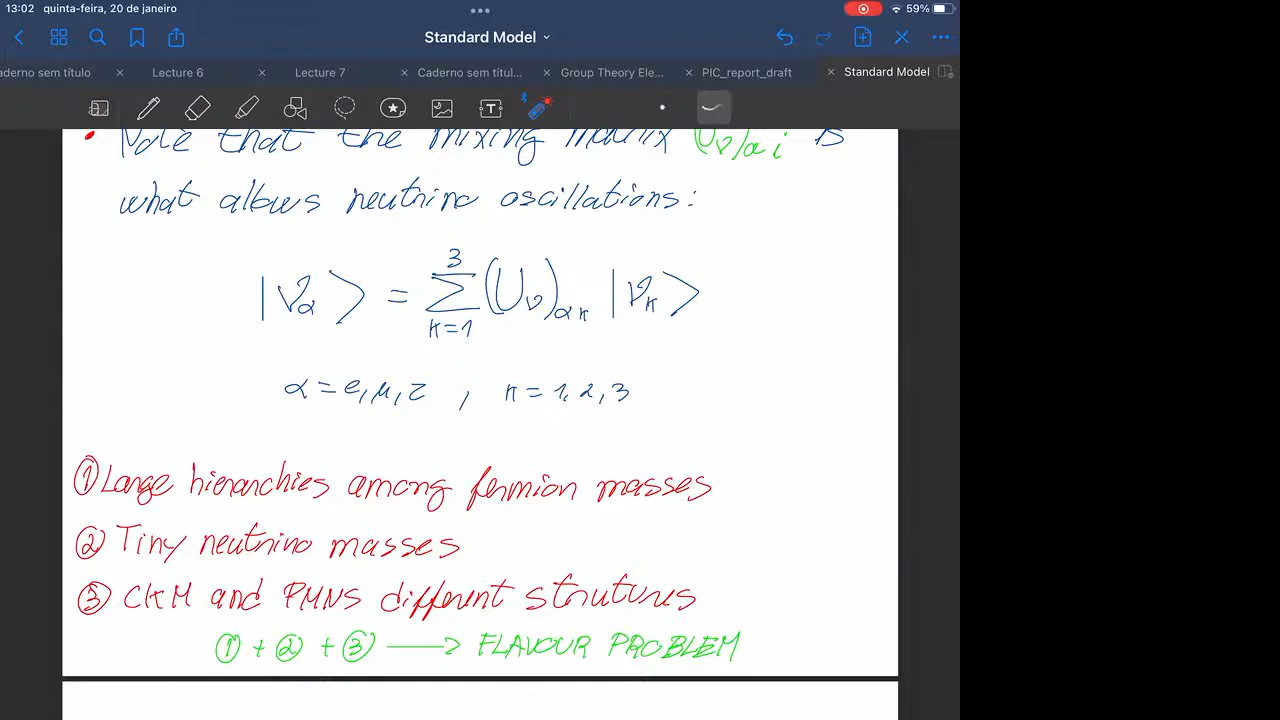 13:02 quinta-feira, 20 de janeiro
59%
Standard Model
aderno sem título
Lecture 6
Lecture 7
Caderno sem títul...
Group Theory Ele...
PIC_report_draft
Standard Model
• Note that the mixing matrix (Uν)αi is
what allows neutrino oscillations:
|να⟩ = Σ_{k=1}^{3} (Uν)αk |νk⟩
α = e, μ, τ , k = 1, 2, 3
① Large hierarchies among fermion masses
② Tiny neutrino masses
③ CKM and PMNS different strutures
① + ② + ③ ⟶ FLAVOUR PROBLEM